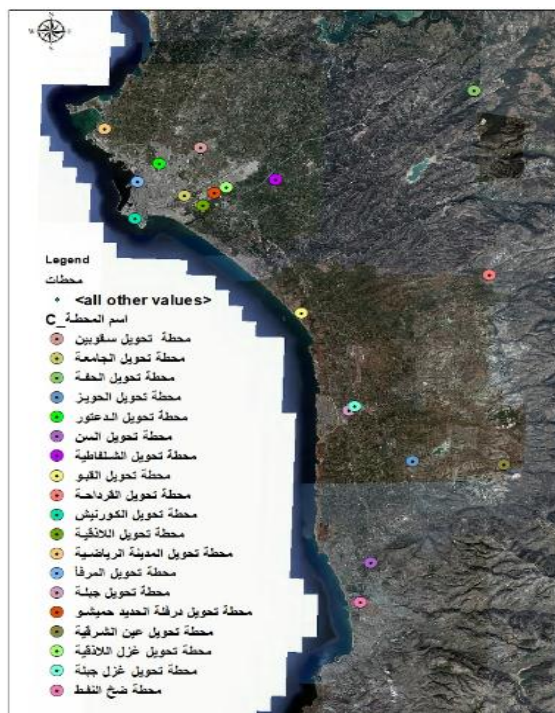 N
Legend
محطات
<all other values>
اسم المحطة_C
محطة تحويل سقوبين
محطة تحويل الجامعة
محطة تحويل الحفة
محطة تحويل الحويز
محطة تحويل الدعتور
محطة تحويل السن
محطة تحويل الشلفاطية
محطة تحويل القبو
محطة تحويل القرداحة
محطة تحويل الكورنيش
محطة تحويل اللاذقية
محطة تحويل المدينة الرياضية
محطة تحويل المرفأ
محطة تحويل جبلة
محطة تحويل درفلة الحديد حميشو
محطة تحويل عين الشرقية
محطة تحويل غزل اللاذقية
محطة تحويل غزل جبلة
محطة ضخ النفط